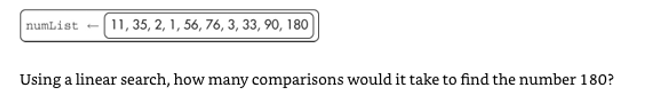 numList ← 11, 35, 2, 1, 56, 76, 3, 33, 90, 180
Using a linear search, how many comparisons would it take to find the number 180?